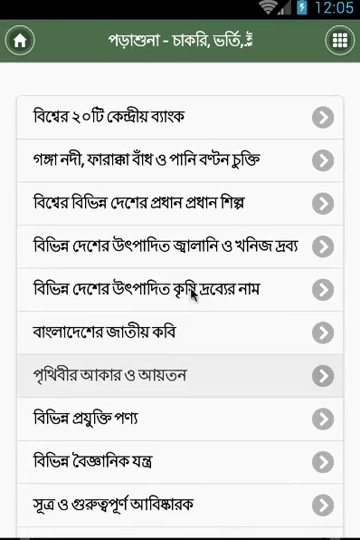 12:05
পড়াশুনা - চাকরি, ভর্তি,
বিশ্বের ২০টি কেন্দ্রীয় ব্যাংক
গঙ্গা নদী, ফারাক্কা বাঁধ ও পানি বণ্টন চুক্তি
বিশ্বের বিভিন্ন দেশের প্রধান প্রধান শিল্প
বিভিন্ন দেশের উৎপাদিত জ্বালানি ও খনিজ দ্রব্য
বিভিন্ন দেশের উৎপাদিত কৃষি দ্রব্যের নাম
বাংলাদেশের জাতীয় কবি
পৃথিবীর আকার ও আয়তন
বিভিন্ন প্রযুক্তি পণ্য
বিভিন্ন বৈজ্ঞানিক যন্ত্র
সূত্র ও গুরুত্বপূর্ণ আবিষ্কারক